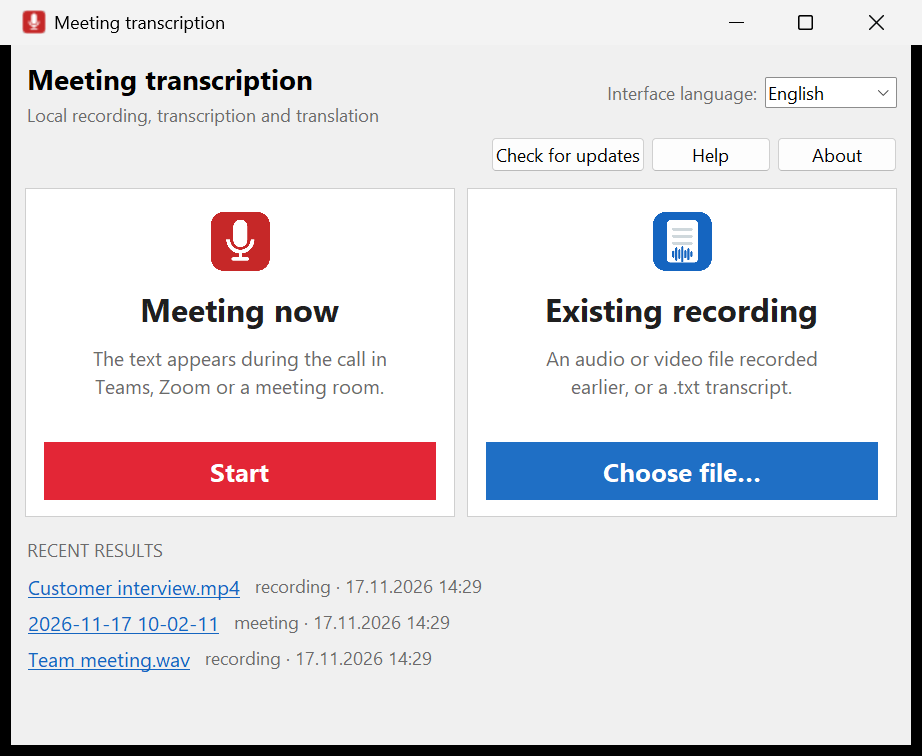 Meeting transcription
Meeting transcription
Local recording, transcription and translation
Interface language: English
Check for updates Help About
Meeting now
The text appears during the call in
Teams, Zoom or a meeting room.
Start
Existing recording
An audio or video file recorded
earlier, or a .txt transcript.
Choose file...
RECENT RESULTS
Customer interview.mp4 recording · 17.11.2026 14:29
2026-11-17 10-02-11 meeting · 17.11.2026 14:29
Team meeting.wav recording · 17.11.2026 14:29